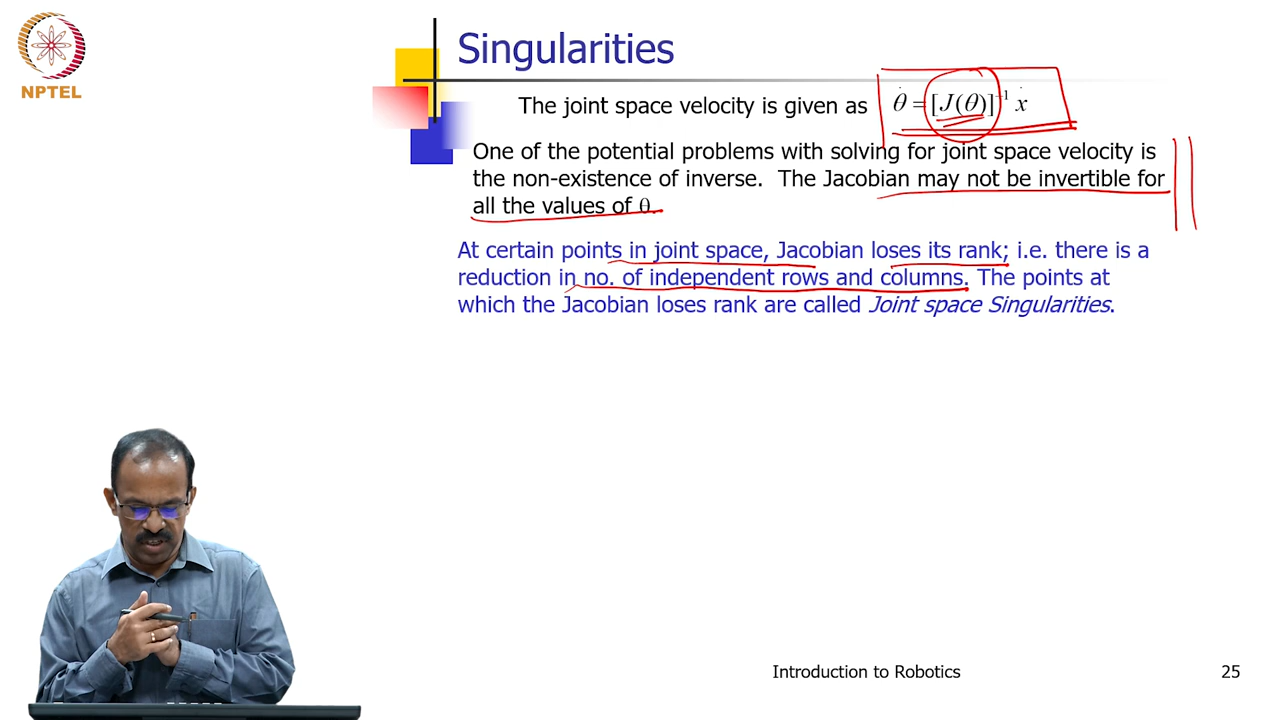 NPTEL
Singularities
The joint space velocity is given as θ̇ = [J(θ)]⁻¹ ẋ
One of the potential problems with solving for joint space velocity is
the non-existence of inverse. The Jacobian may not be invertible for
all the values of θ.
At certain points in joint space, Jacobian loses its rank; i.e. there is a
reduction in no. of independent rows and columns. The points at
which the Jacobian loses rank are called Joint space Singularities.
Introduction to Robotics
25